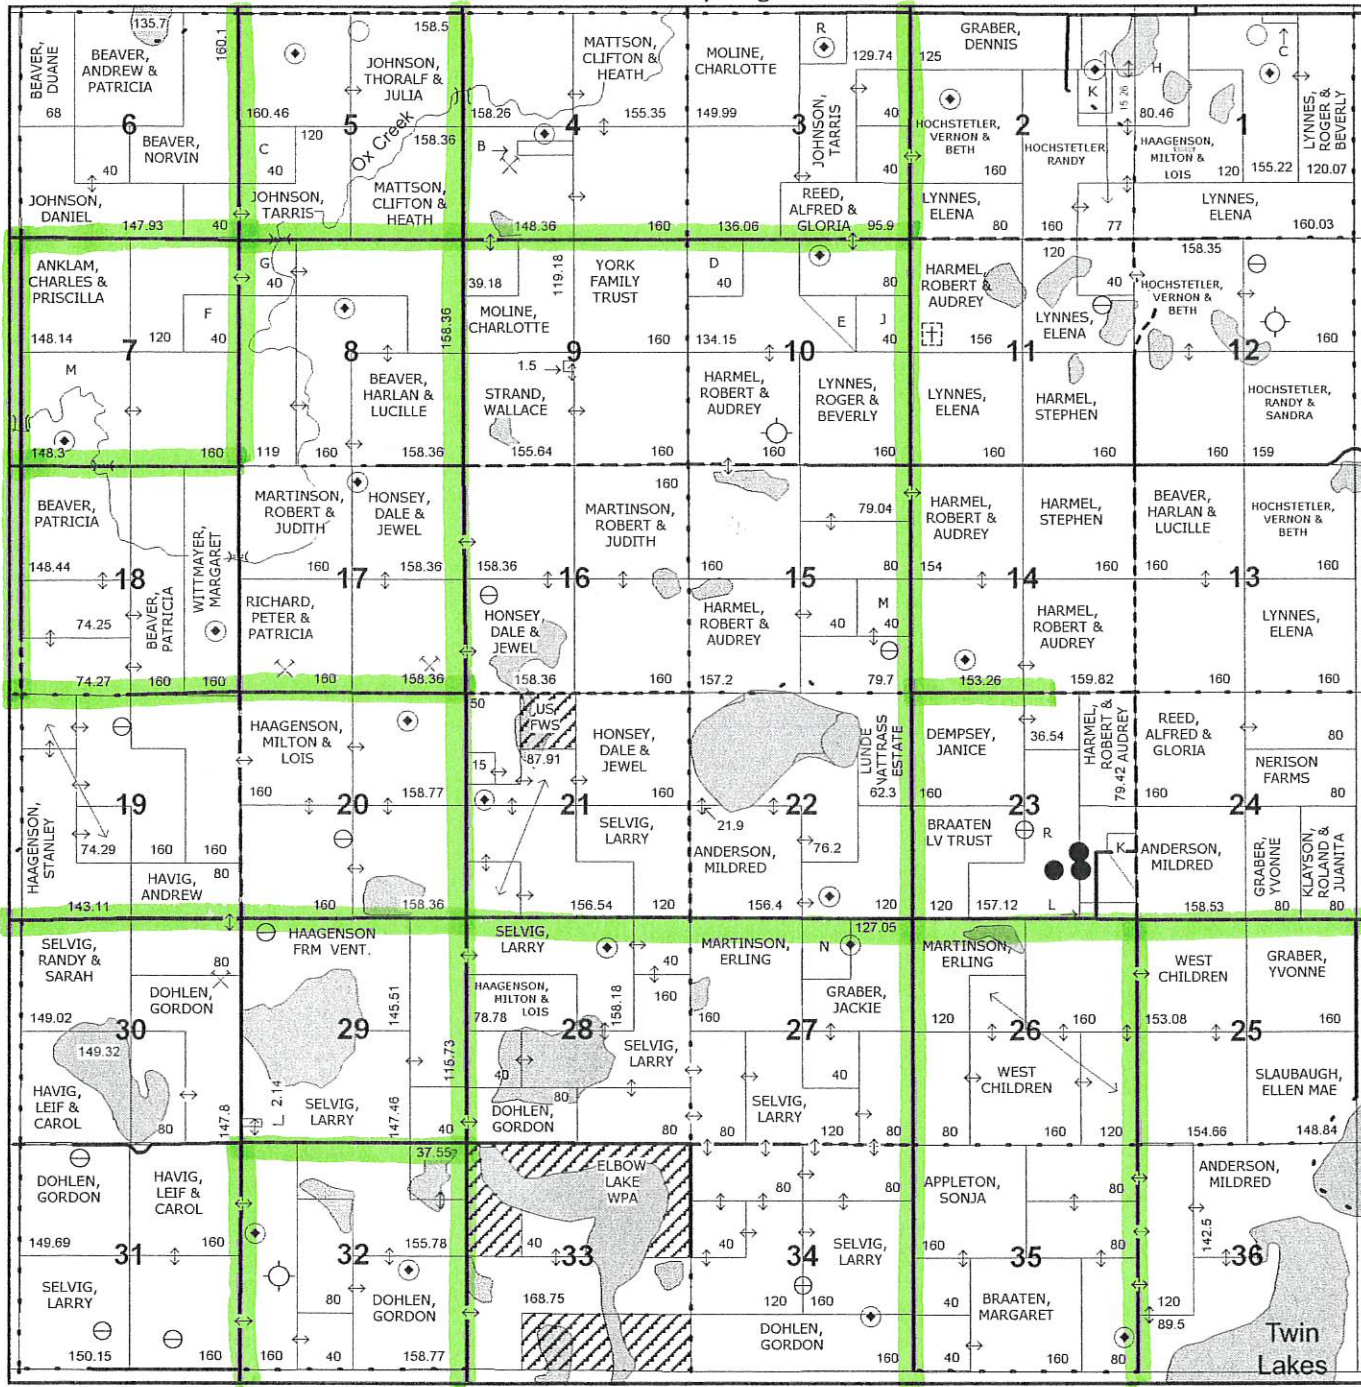 BEAVER,
DUANE
68
135.7
BEAVER,
ANDREW &
PATRICIA
160.1
6
BEAVER,
NORVIN
40
JOHNSON,
DANIEL
147.93
40
158.5
JOHNSON,
THORALF &
JULIA
160.46
120
5
158.36
C
40
Ox Creek
JOHNSON,
TARRIS
MATTSON,
CLIFTON &
HEATH
MATTSON,
CLIFTON &
HEATH
158.26
155.35
4
B
148.36
160
MOLINE,
CHARLOTTE
R
129.74
149.99
3
JOHNSON,
TARRIS
40
40
REED,
ALFRED &
GLORIA
136.06
95.9
GRABER,
DENNIS
125
HOCHSTETLER,
VERNON &
BETH
160
2
K
15.26
H
80.46
HOCHSTETLER,
RANDY
LYNNES,
ELENA
80
160
77
C
1
HAAGENSON,
MILTON &
LOIS
120
155.22
LYNNES,
ROGER &
BEVERLY
120.07
LYNNES,
ELENA
160.03
ANKLAM,
CHARLES &
PRISCILLA
148.14
120
F
40
7
M
148.3
160
G
40
158.36
8
BEAVER,
HARLAN &
LUCILLE
119
160
158.36
39.18
119.18
YORK
FAMILY
TRUST
MOLINE,
CHARLOTTE
160
9
1.5
STRAND,
WALLACE
155.64
160
D
40
80
E
J
134.15
40
10
HARMEL,
ROBERT &
AUDREY
LYNNES,
ROGER &
BEVERLY
160
160
HARMEL,
ROBERT &
AUDREY
156
120
40
LYNNES,
ELENA
11
LYNNES,
ELENA
HARMEL,
STEPHEN
160
160
158.35
HOCHSTETLER,
VERNON &
BETH
12
160
HOCHSTETLER,
RANDY &
SANDRA
159
BEAVER,
PATRICIA
148.44
18
WITTMAYER,
MARGARET
BEAVER,
PATRICIA
74.25
74.27
160
160
MARTINSON,
ROBERT &
JUDITH
HONSEY,
DALE &
JEWEL
160
158.36
17
RICHARD,
PETER &
PATRICIA
160
158.36
160
MARTINSON,
ROBERT &
JUDITH
158.36
16
HONSEY,
DALE &
JEWEL
158.36
160
79.04
160
80
15
HARMEL,
ROBERT &
AUDREY
M
40
40
157.2
79.7
HARMEL,
ROBERT &
AUDREY
HARMEL,
STEPHEN
154
160
14
HARMEL,
ROBERT &
AUDREY
153.26
159.82
BEAVER,
HARLAN &
LUCILLE
HOCHSTETLER,
VERNON &
BETH
160
13
LYNNES,
ELENA
160
160
19
HAAGENSON,
STANLEY
74.29
160
160
80
HAVIG,
ANDREW
143.11
HAAGENSON,
MILTON &
LOIS
160
158.77
20
160
158.36
50
US
FWS
87.91
15
HONSEY,
DALE &
JEWEL
160
21
SELVIG,
LARRY
156.54
120
LUNDE
VATTRASS
ESTATE
62.3
22
21.9
ANDERSON,
MILDRED
76.2
156.4
120
DEMPSEY,
JANICE
36.54
HARMEL,
ROBERT &
AUDREY
79.42
160
23
BRAATEN
LV TRUST
R
K
L
120
157.12
REED,
ALFRED &
GLORIA
80
NERISON
FARMS
160
80
24
ANDERSON,
MILDRED
GRABER,
YVONNE
KLAYSON,
ROLAND &
JUANITA
158.53
80
80
SELVIG,
RANDY &
SARAH
80
DOHLEN,
GORDON
149.02
30
149.32
HAVIG,
LEIF &
CAROL
80
147.8
HAAGENSON
FRM VENT.
145.51
29
115.73
L
2.14
SELVIG,
LARRY
147.46
40
SELVIG,
LARRY
40
HAAGENSON,
MILTON &
LOIS
160
78.78
158.18
28
SELVIG,
LARRY
40
80
DOHLEN,
GORDON
80
127.05
MARTINSON,
ERLING
N
GRABER,
JACKIE
160
27
40
SELVIG,
LARRY
80
120
80
MARTINSON,
ERLING
120
160
26
WEST
CHILDREN
80
160
120
WEST
CHILDREN
GRABER,
YVONNE
153.08
160
25
SLAUBAUGH,
ELLEN MAE
154.66
148.84
DOHLEN,
GORDON
HAVIG,
LEIF &
CAROL
149.69
160
31
SELVIG,
LARRY
150.15
160
37.55
155.78
32
80
DOHLEN,
GORDON
160
40
158.77
ELBOW
LAKE
WPA
40
33
168.75
80
80
40
34
SELVIG,
LARRY
120
160
DOHLEN,
GORDON
160
APPLETON,
SONJA
80
160
80
35
40
BRAATEN,
MARGARET
40
160
80
ANDERSON,
MILDRED
142.5
36
120
89.5
Twin
Lakes